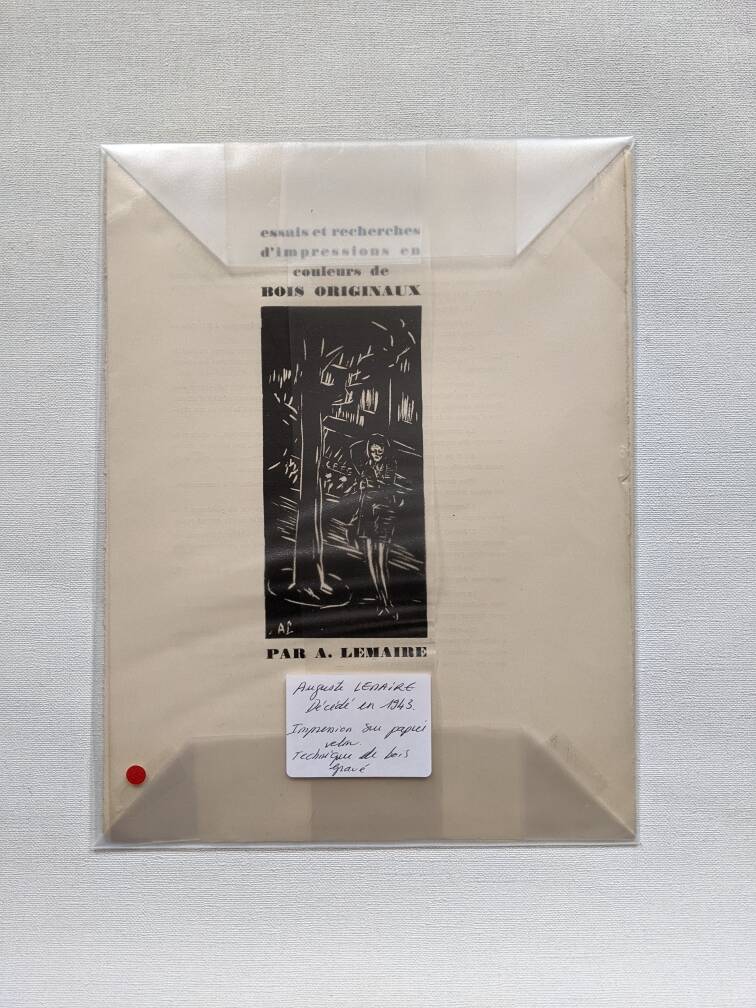 essais et recherches
d'impressions en
couleurs de
BOIS ORIGINAUX
AL
PAR A. LEMAIRE
Auguste LEMAIRE
Décédé en 1943.
Impression sur papier
velin.
Technique de bois
gravé